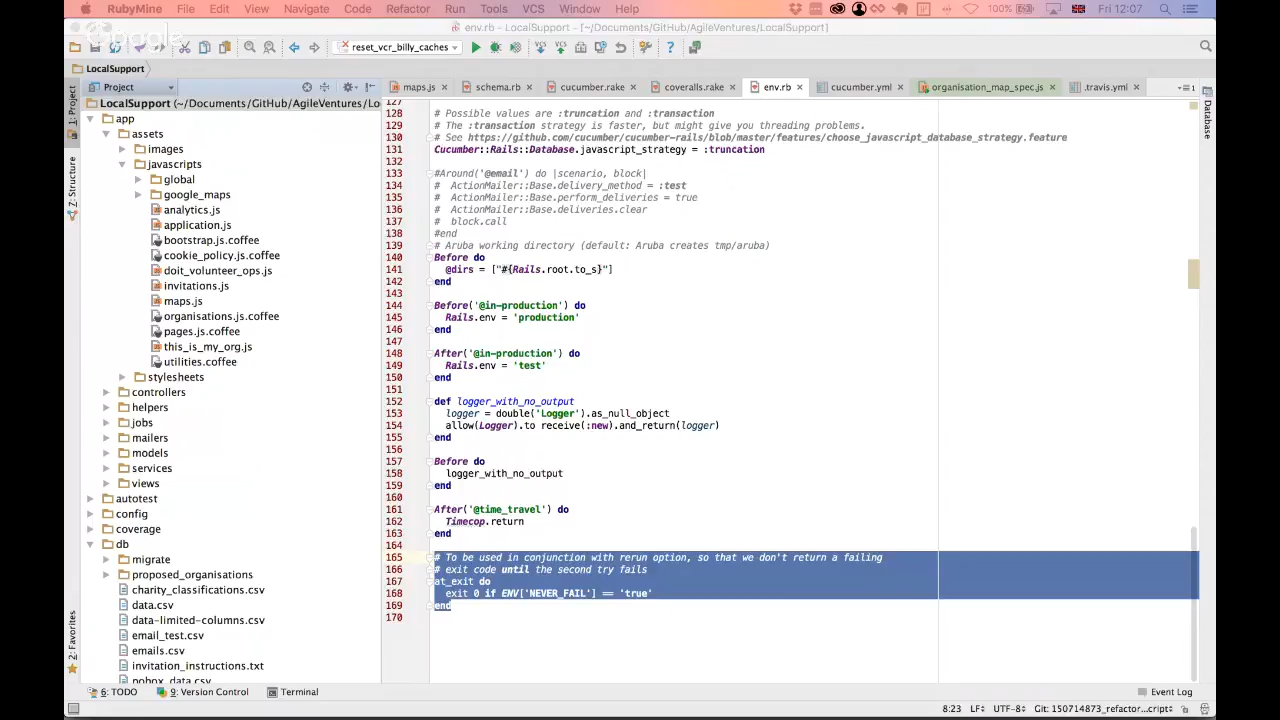 RubyMine File Edit View Navigate Code Refactor Run Tools VCS Window Help 100% Fri 12:07
env.rb - LocalSupport - [~/Documents/GitHub/AgileVentures/LocalSupport]
reset_vcr_billy_caches
LocalSupport
Project maps.js schema.rb cucumber.rake coveralls.rake env.rb cucumber.yml organisation_map_spec.js .travis.yml
1: Project
7: Structure
2: Favorites
Database
LocalSupport (~/Documents/GitHub/AgileVentures/Lo
app
assets
images
javascripts
global
google_maps
analytics.js
application.js
bootstrap.js.coffee
cookie_policy.js.coffee
doit_volunteer_ops.js
invitations.js
maps.js
organisations.js.coffee
pages.js.coffee
this_is_my_org.js
utilities.coffee
stylesheets
controllers
helpers
jobs
mailers
models
services
views
autotest
config
coverage
db
migrate
proposed_organisations
charity_classifications.csv
data.csv
data-limited-columns.csv
email_test.csv
emails.csv
invitation_instructions.txt
pobox_data.csv
127
128 # Possible values are :truncation and :transaction
129 # The :transaction strategy is faster, but might give you threading problems.
130 # See https://github.com/cucumber/cucumber-rails/blob/master/features/choose_javascript_database_strategy.feature
131 Cucumber::Rails::Database.javascript_strategy = :truncation
132
133 #Around('@email') do |scenario, block|
134 #  ActionMailer::Base.delivery_method = :test
135 #  ActionMailer::Base.perform_deliveries = true
136 #  ActionMailer::Base.deliveries.clear
137 #  block.call
138 #end
139 # Aruba working directory (default: Aruba creates tmp/aruba)
140 Before do
141   @dirs = ["#{Rails.root.to_s}"]
142 end
143
144 Before('@in-production') do
145   Rails.env = 'production'
146 end
147
148 After('@in-production') do
149   Rails.env = 'test'
150 end
151
152 def logger_with_no_output
153   logger = double('Logger').as_null_object
154   allow(Logger).to receive(:new).and_return(logger)
155 end
156
157 Before do
158   logger_with_no_output
159 end
160
161 After('@time_travel') do
162   Timecop.return
163 end
164
165 # To be used in conjunction with rerun option, so that we don't return a failing
166 # exit code until the second try fails
167 at_exit do
168   exit 0 if ENV['NEVER_FAIL'] == 'true'
169 end
170
6: TODO 9: Version Control Terminal Event Log
8:23 LF UTF-8 Git: 150714873_refactor...cript